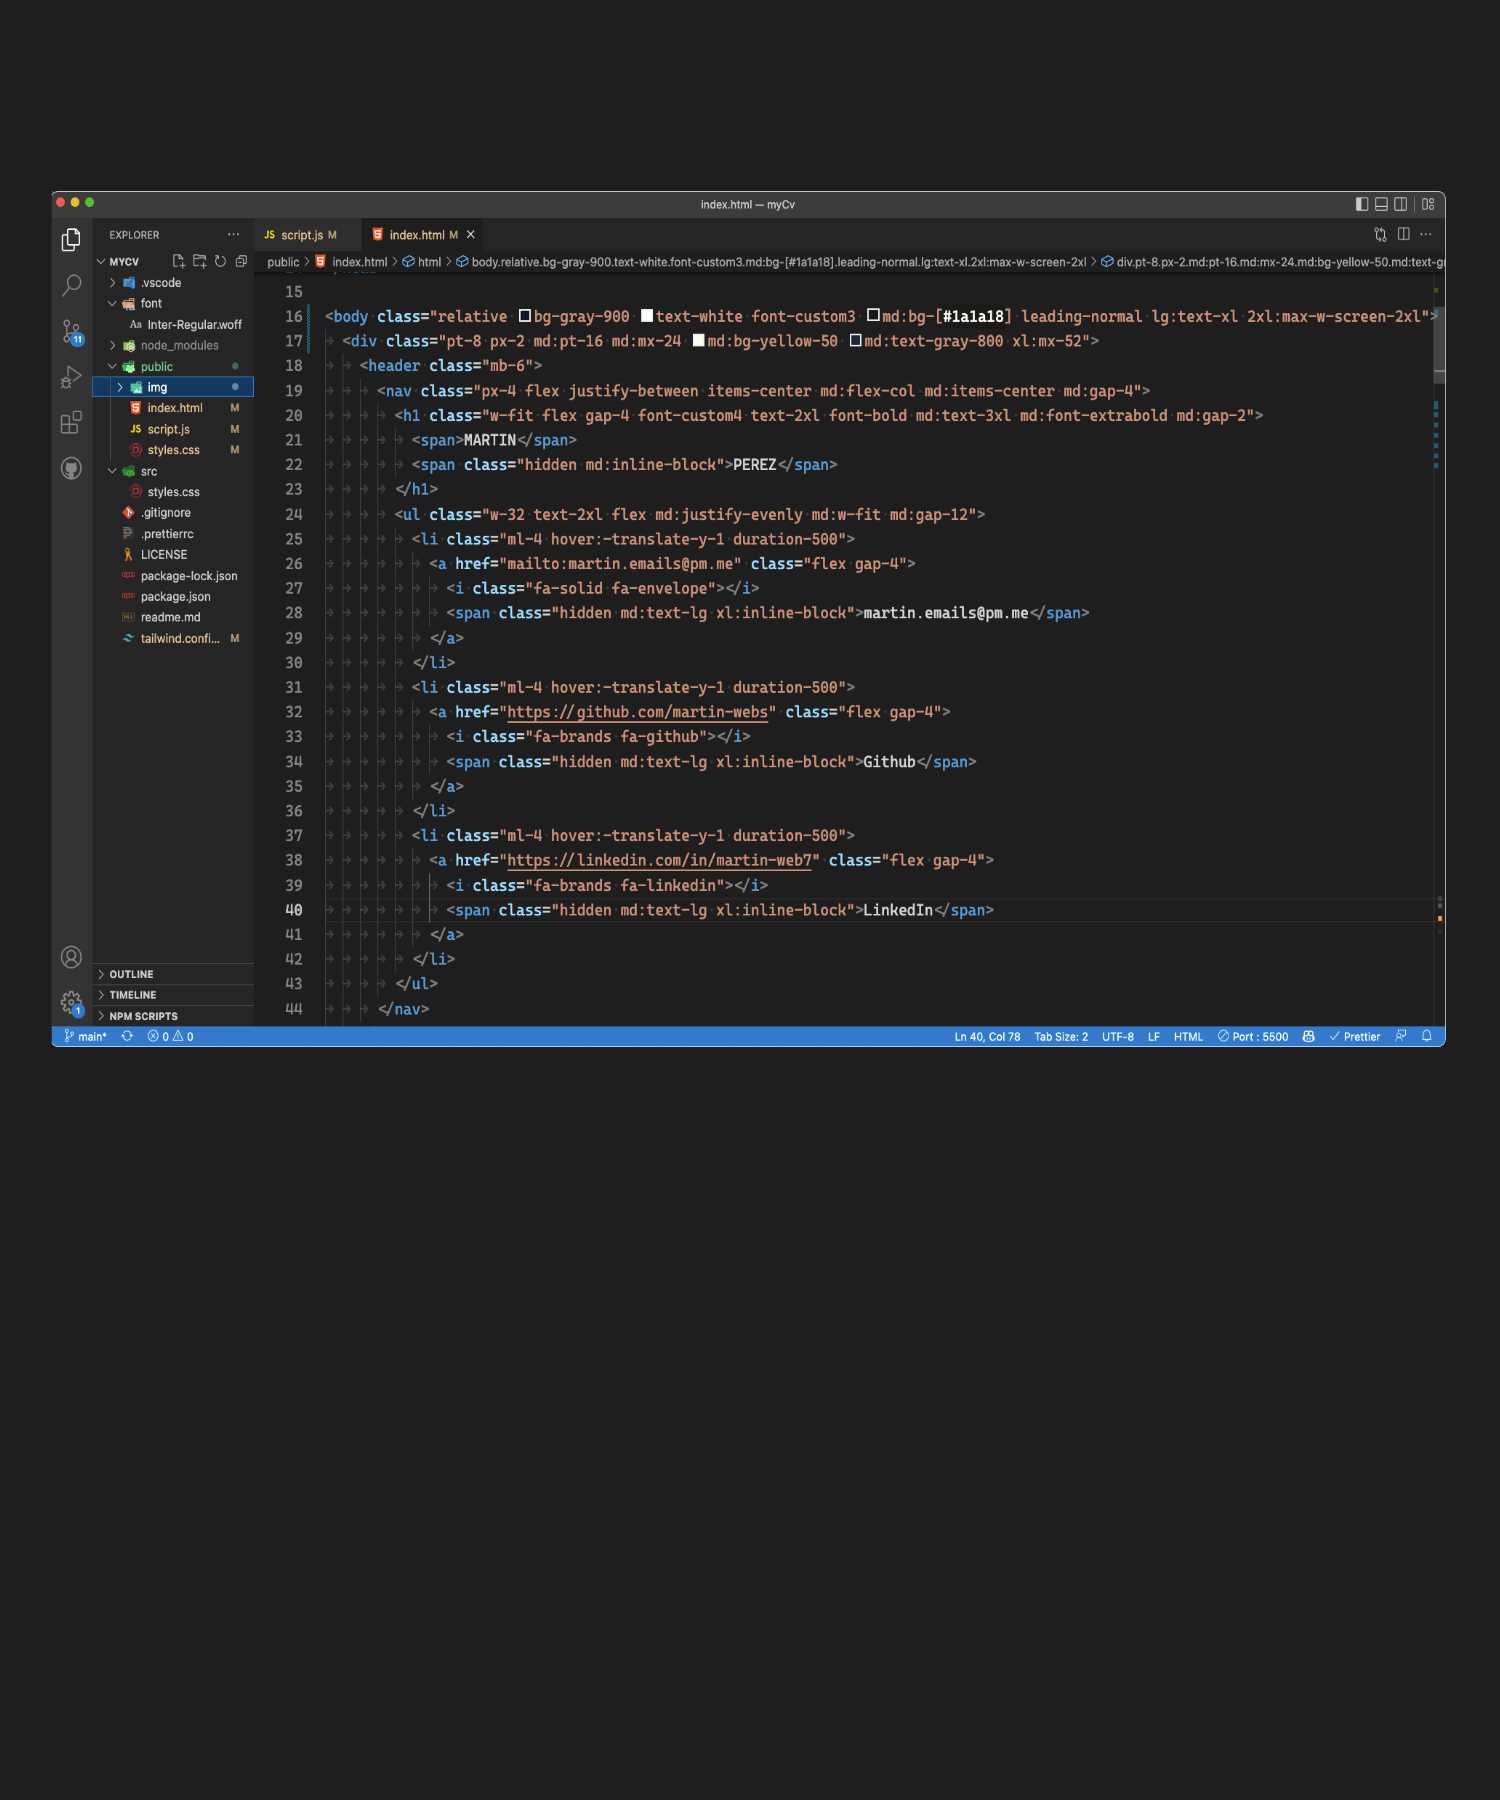 index.html — myCv
EXPLORER
JS script.js M
index.html M
MYCV
public > index.html > html > body.relative.bg-gray-900.text-white.font-custom3.md:bg-[#1a1a18].leading-normal.lg:text-xl.2xl:max-w-screen-2xl > div.pt-8.px-2.md:pt-16.md:mx-24.md:bg-yellow-50.md:text-gr
.vscode
font
Aa Inter-Regular.woff
node_modules
public
img
index.html M
JS script.js M
styles.css M
src
styles.css
.gitignore
.prettierrc
LICENSE
package-lock.json
package.json
readme.md
tailwind.confi... M
OUTLINE
TIMELINE
NPM SCRIPTS
11
1
15
16 <body class="relative bg-gray-900 text-white font-custom3 md:bg-[#1a1a18] leading-normal lg:text-xl 2xl:max-w-screen-2xl">
17 <div class="pt-8 px-2 md:pt-16 md:mx-24 md:bg-yellow-50 md:text-gray-800 xl:mx-52">
18 <header class="mb-6">
19 <nav class="px-4 flex justify-between items-center md:flex-col md:items-center md:gap-4">
20 <h1 class="w-fit flex gap-4 font-custom4 text-2xl font-bold md:text-3xl md:font-extrabold md:gap-2">
21 <span>MARTIN</span>
22 <span class="hidden md:inline-block">PEREZ</span>
23 </h1>
24 <ul class="w-32 text-2xl flex md:justify-evenly md:w-fit md:gap-12">
25 <li class="ml-4 hover:-translate-y-1 duration-500">
26 <a href="mailto:martin.emails@pm.me" class="flex gap-4">
27 <i class="fa-solid fa-envelope"></i>
28 <span class="hidden md:text-lg xl:inline-block">martin.emails@pm.me</span>
29 </a>
30 </li>
31 <li class="ml-4 hover:-translate-y-1 duration-500">
32 <a href="https://github.com/martin-webs" class="flex gap-4">
33 <i class="fa-brands fa-github"></i>
34 <span class="hidden md:text-lg xl:inline-block">Github</span>
35 </a>
36 </li>
37 <li class="ml-4 hover:-translate-y-1 duration-500">
38 <a href="https://linkedin.com/in/martin-web7" class="flex gap-4">
39 <i class="fa-brands fa-linkedin"></i>
40 <span class="hidden md:text-lg xl:inline-block">LinkedIn</span>
41 </a>
42 </li>
43 </ul>
44 </nav>
main* 0 0 Ln 40, Col 78 Tab Size: 2 UTF-8 LF HTML Port : 5500 Prettier